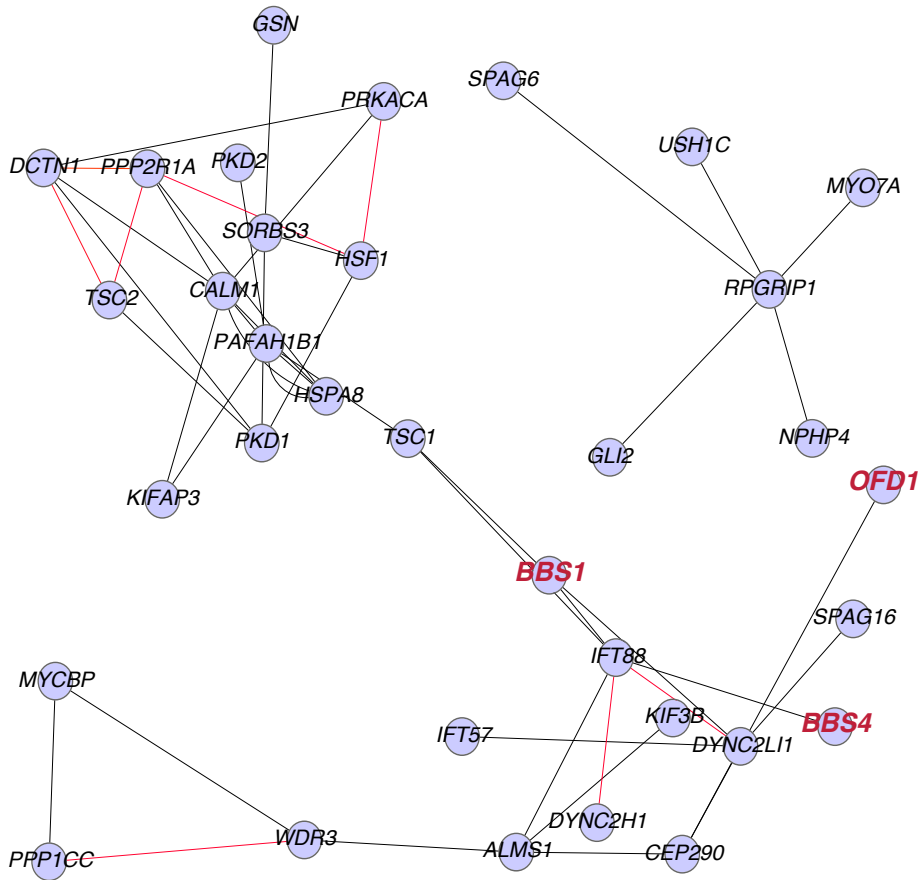 GSN
SPAG6
PRKACA
USH1C
DCTN1
PPP2R1A
PKD2
MYO7A
SORBS3
HSF1
TSC2
CALM1
RPGRIP1
PAFAH1B1
HSPA8
PKD1
TSC1
GLI2
NPHP4
KIFAP3
OFD1
BBS1
SPAG16
IFT88
MYCBP
KIF3B
BBS4
IFT57
DYNC2LI1
DYNC2H1
WDR3
PPP1CC
ALMS1
CEP290